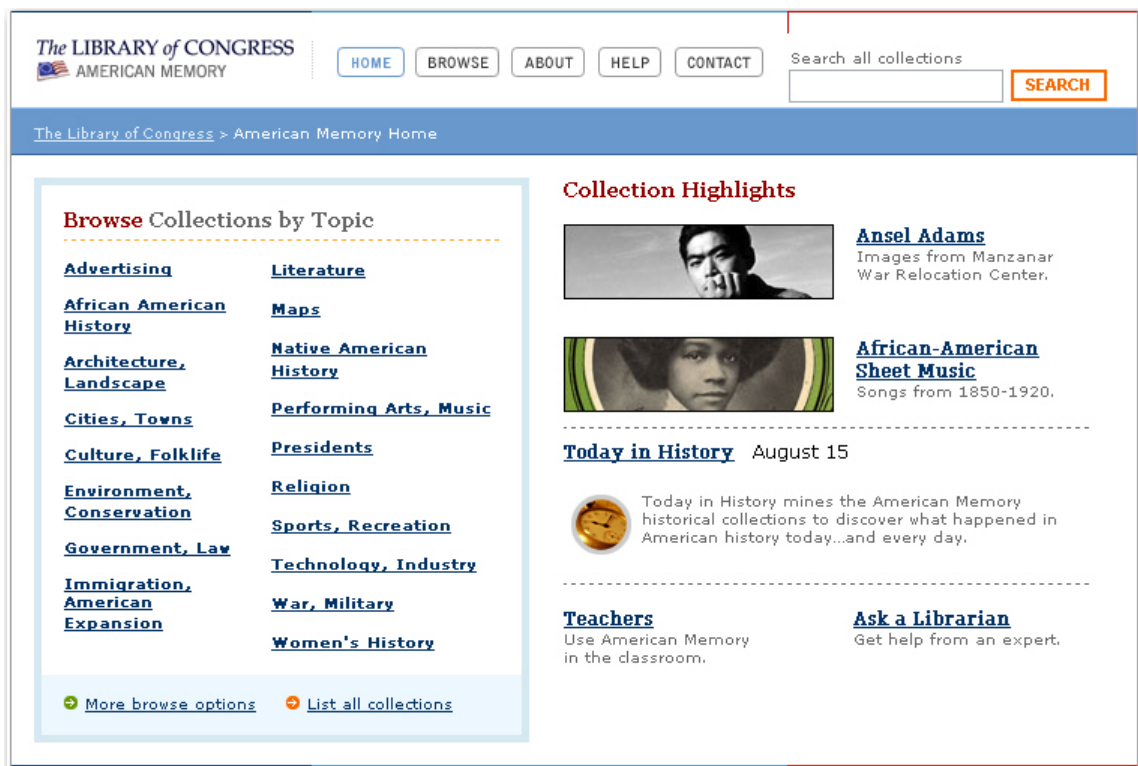 The LIBRARY of CONGRESS
AMERICAN MEMORY
HOME
BROWSE
ABOUT
HELP
CONTACT
Search all collections
SEARCH
The Library of Congress > American Memory Home
Browse Collections by Topic
Advertising
African American
History
Architecture,
Landscape
Cities, Towns
Culture, Folklife
Environment,
Conservation
Government, Law
Immigration,
American
Expansion
Literature
Maps
Native American
History
Performing Arts, Music
Presidents
Religion
Sports, Recreation
Technology, Industry
War, Military
Women's History
More browse options
List all collections
Collection Highlights
Ansel Adams
Images from Manzanar
War Relocation Center.
African-American
Sheet Music
Songs from 1850-1920.
Today in History August 15
Today in History mines the American Memory
historical collections to discover what happened in
American history today...and every day.
Teachers
Use American Memory
in the classroom.
Ask a Librarian
Get help from an expert.